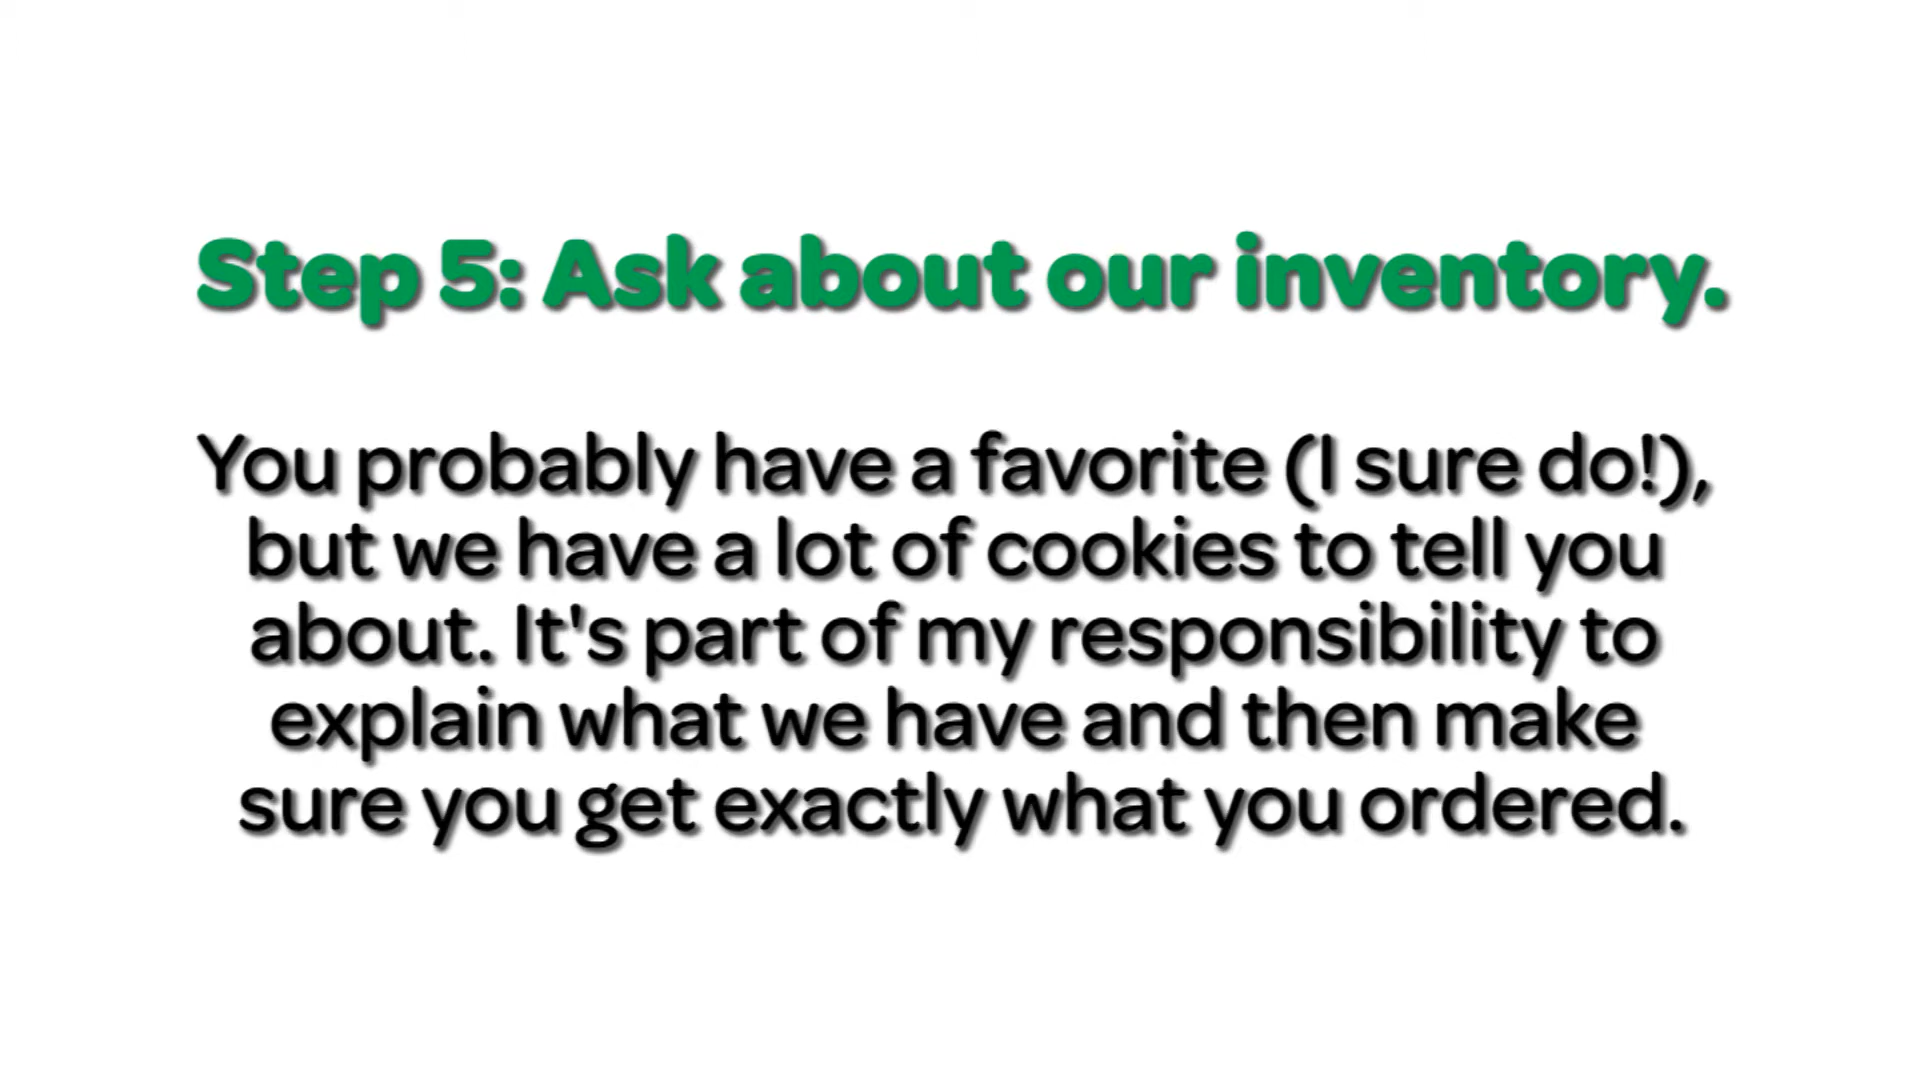 Step 5: Ask about our inventory.
You probably have a favorite (I sure do!),
but we have a lot of cookies to tell you
about. It's part of my responsibility to
explain what we have and then make
sure you get exactly what you ordered.